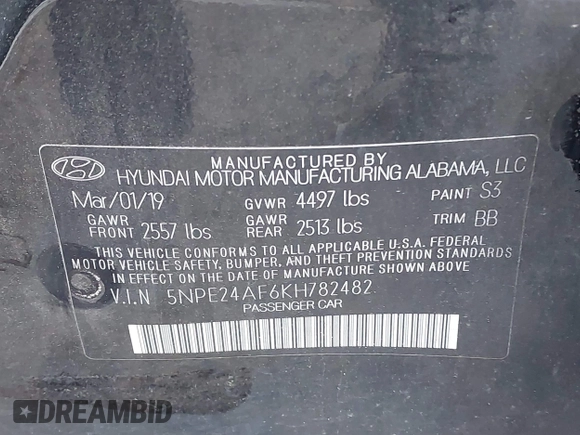 MANUFACTURED BY
HYUNDAI MOTOR MANUFACTURING ALABAMA, LLC
Mar/01/19 GVWR 4497 lbs PAINT S3
GAWR FRONT 2557 lbs GAWR REAR 2513 lbs TRIM BB
THIS VEHICLE CONFORMS TO ALL APPLICABLE U.S.A. FEDERAL
MOTOR VEHICLE SAFETY, BUMPER, AND THEFT PREVENTION STANDARDS
IN EFFECT ON THE DATE OF MANUFACTURE SHOWN ABOVE
V.I.N 5NPE24AF6KH782482
PASSENGER CAR
DREAMBID